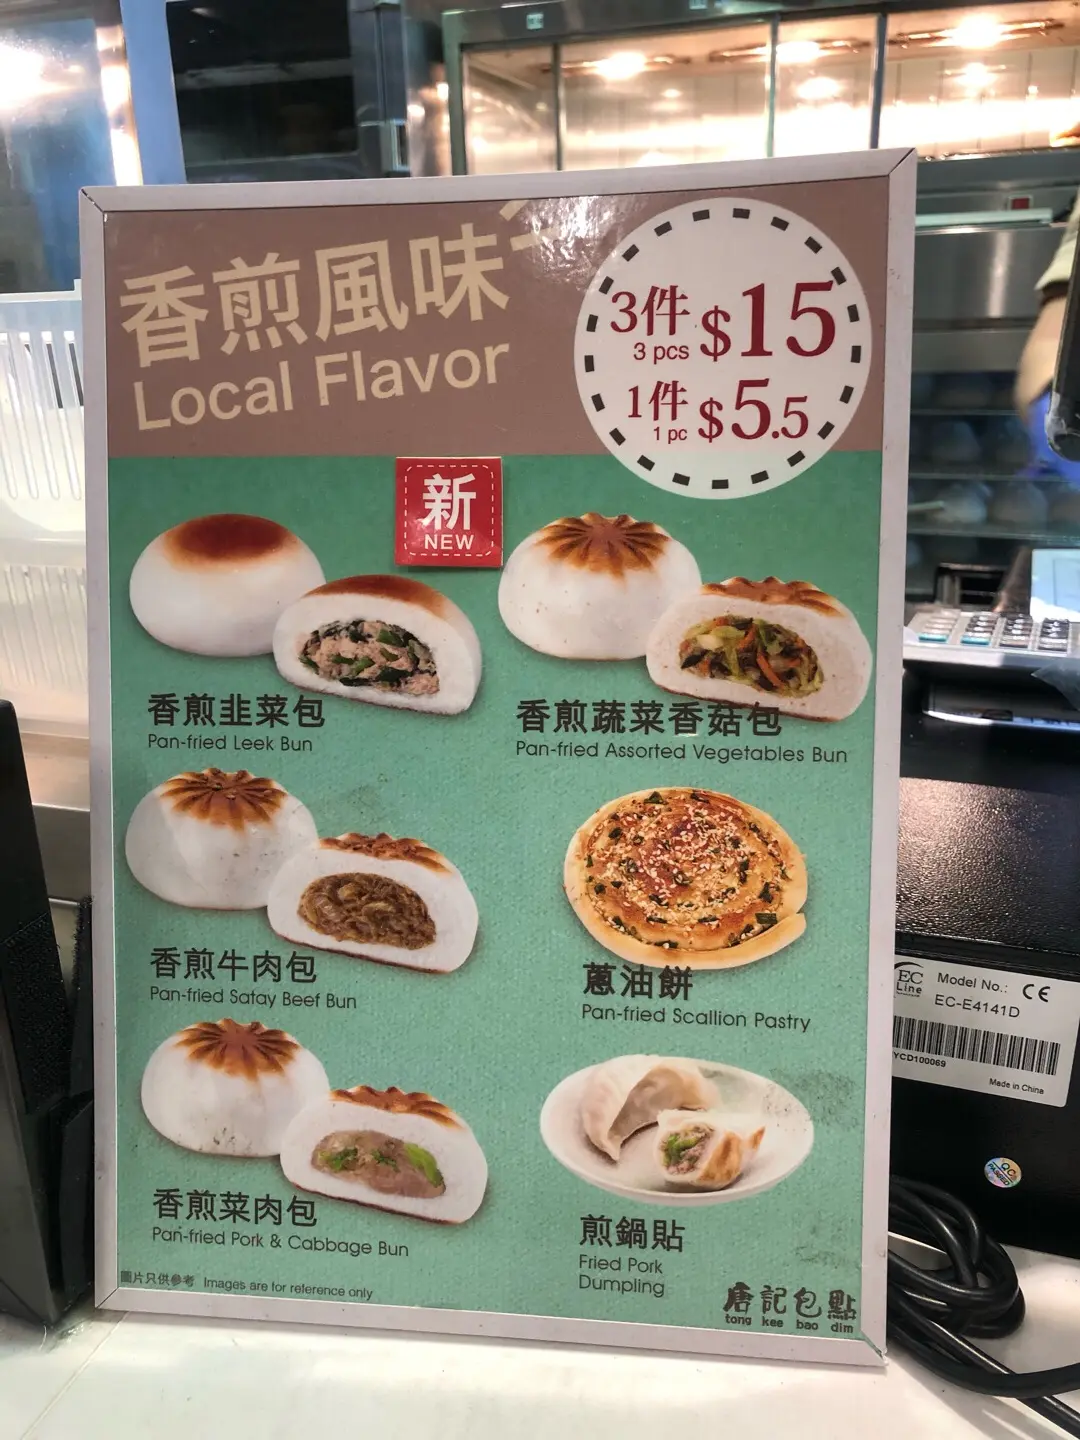 香煎風味
Local Flavor
3件 $15
3 pcs
1件 $5.5
1 pc
新
NEW
香煎韭菜包
Pan-fried Leek Bun
香煎蔬菜香菇包
Pan-fried Assorted Vegetables Bun
香煎牛肉包
Pan-fried Satay Beef Bun
蔥油餅
Pan-fried Scallion Pastry
香煎菜肉包
Pan-fried Pork & Cabbage Bun
煎鍋貼
Fried Pork
Dumpling
圖片只供參考 Images are for reference only
唐記包點
tong kee bao dim
EC Line
Model No.: CE
EC-E4141D
YCD100069
Made in China
QC
PASSED